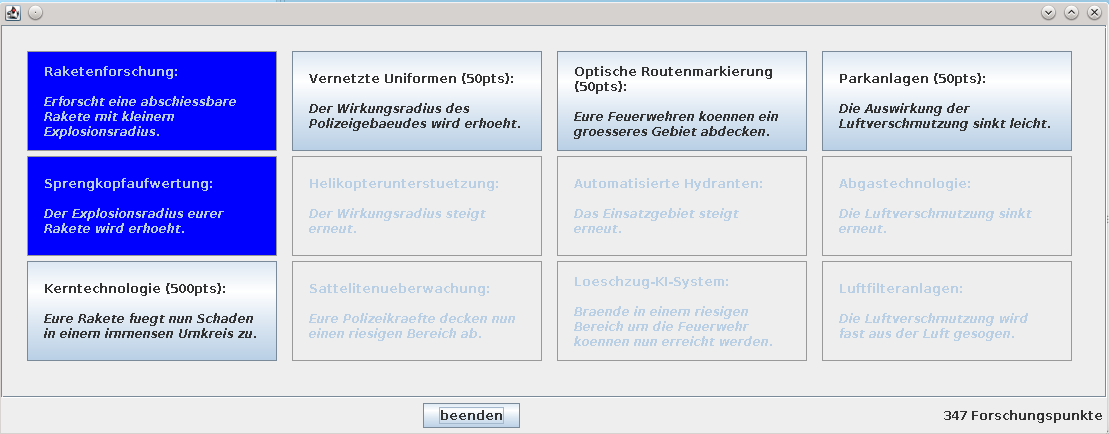 Raketenforschung:
Erforscht eine abschiessbare
Rakete mit kleinem
Explosionsradius.
Vernetzte Uniformen (50pts):
Der Wirkungsradius des
Polizeigebaeudes wird erhoeht.
Optische Routenmarkierung
(50pts):
Eure Feuerwehren koennen ein
groesseres Gebiet abdecken.
Parkanlagen (50pts):
Die Auswirkung der
Luftverschmutzung sinkt leicht.
Sprengkopfaufwertung:
Der Explosionsradius eurer
Rakete wird erhoeht.
Helikopterunterstuetzung:
Der Wirkungsradius steigt
erneut.
Automatisierte Hydranten:
Das Einsatzgebiet steigt
erneut.
Abgastechnologie:
Die Luftverschmutzung sinkt
erneut.
Kerntechnologie (500pts):
Eure Rakete fuegt nun Schaden
in einem immensen Umkreis zu.
Sattelitenueberwachung:
Eure Polizeikraefte decken nun
einen riesigen Bereich ab.
Loeschzug-KI-System:
Braende in einem riesigen
Bereich um die Feuerwehr
koennen nun erreicht werden.
Luftfilteranlagen:
Die Luftverschmutzung wird
fast aus der Luft gesogen.
beenden
347 Forschungspunkte